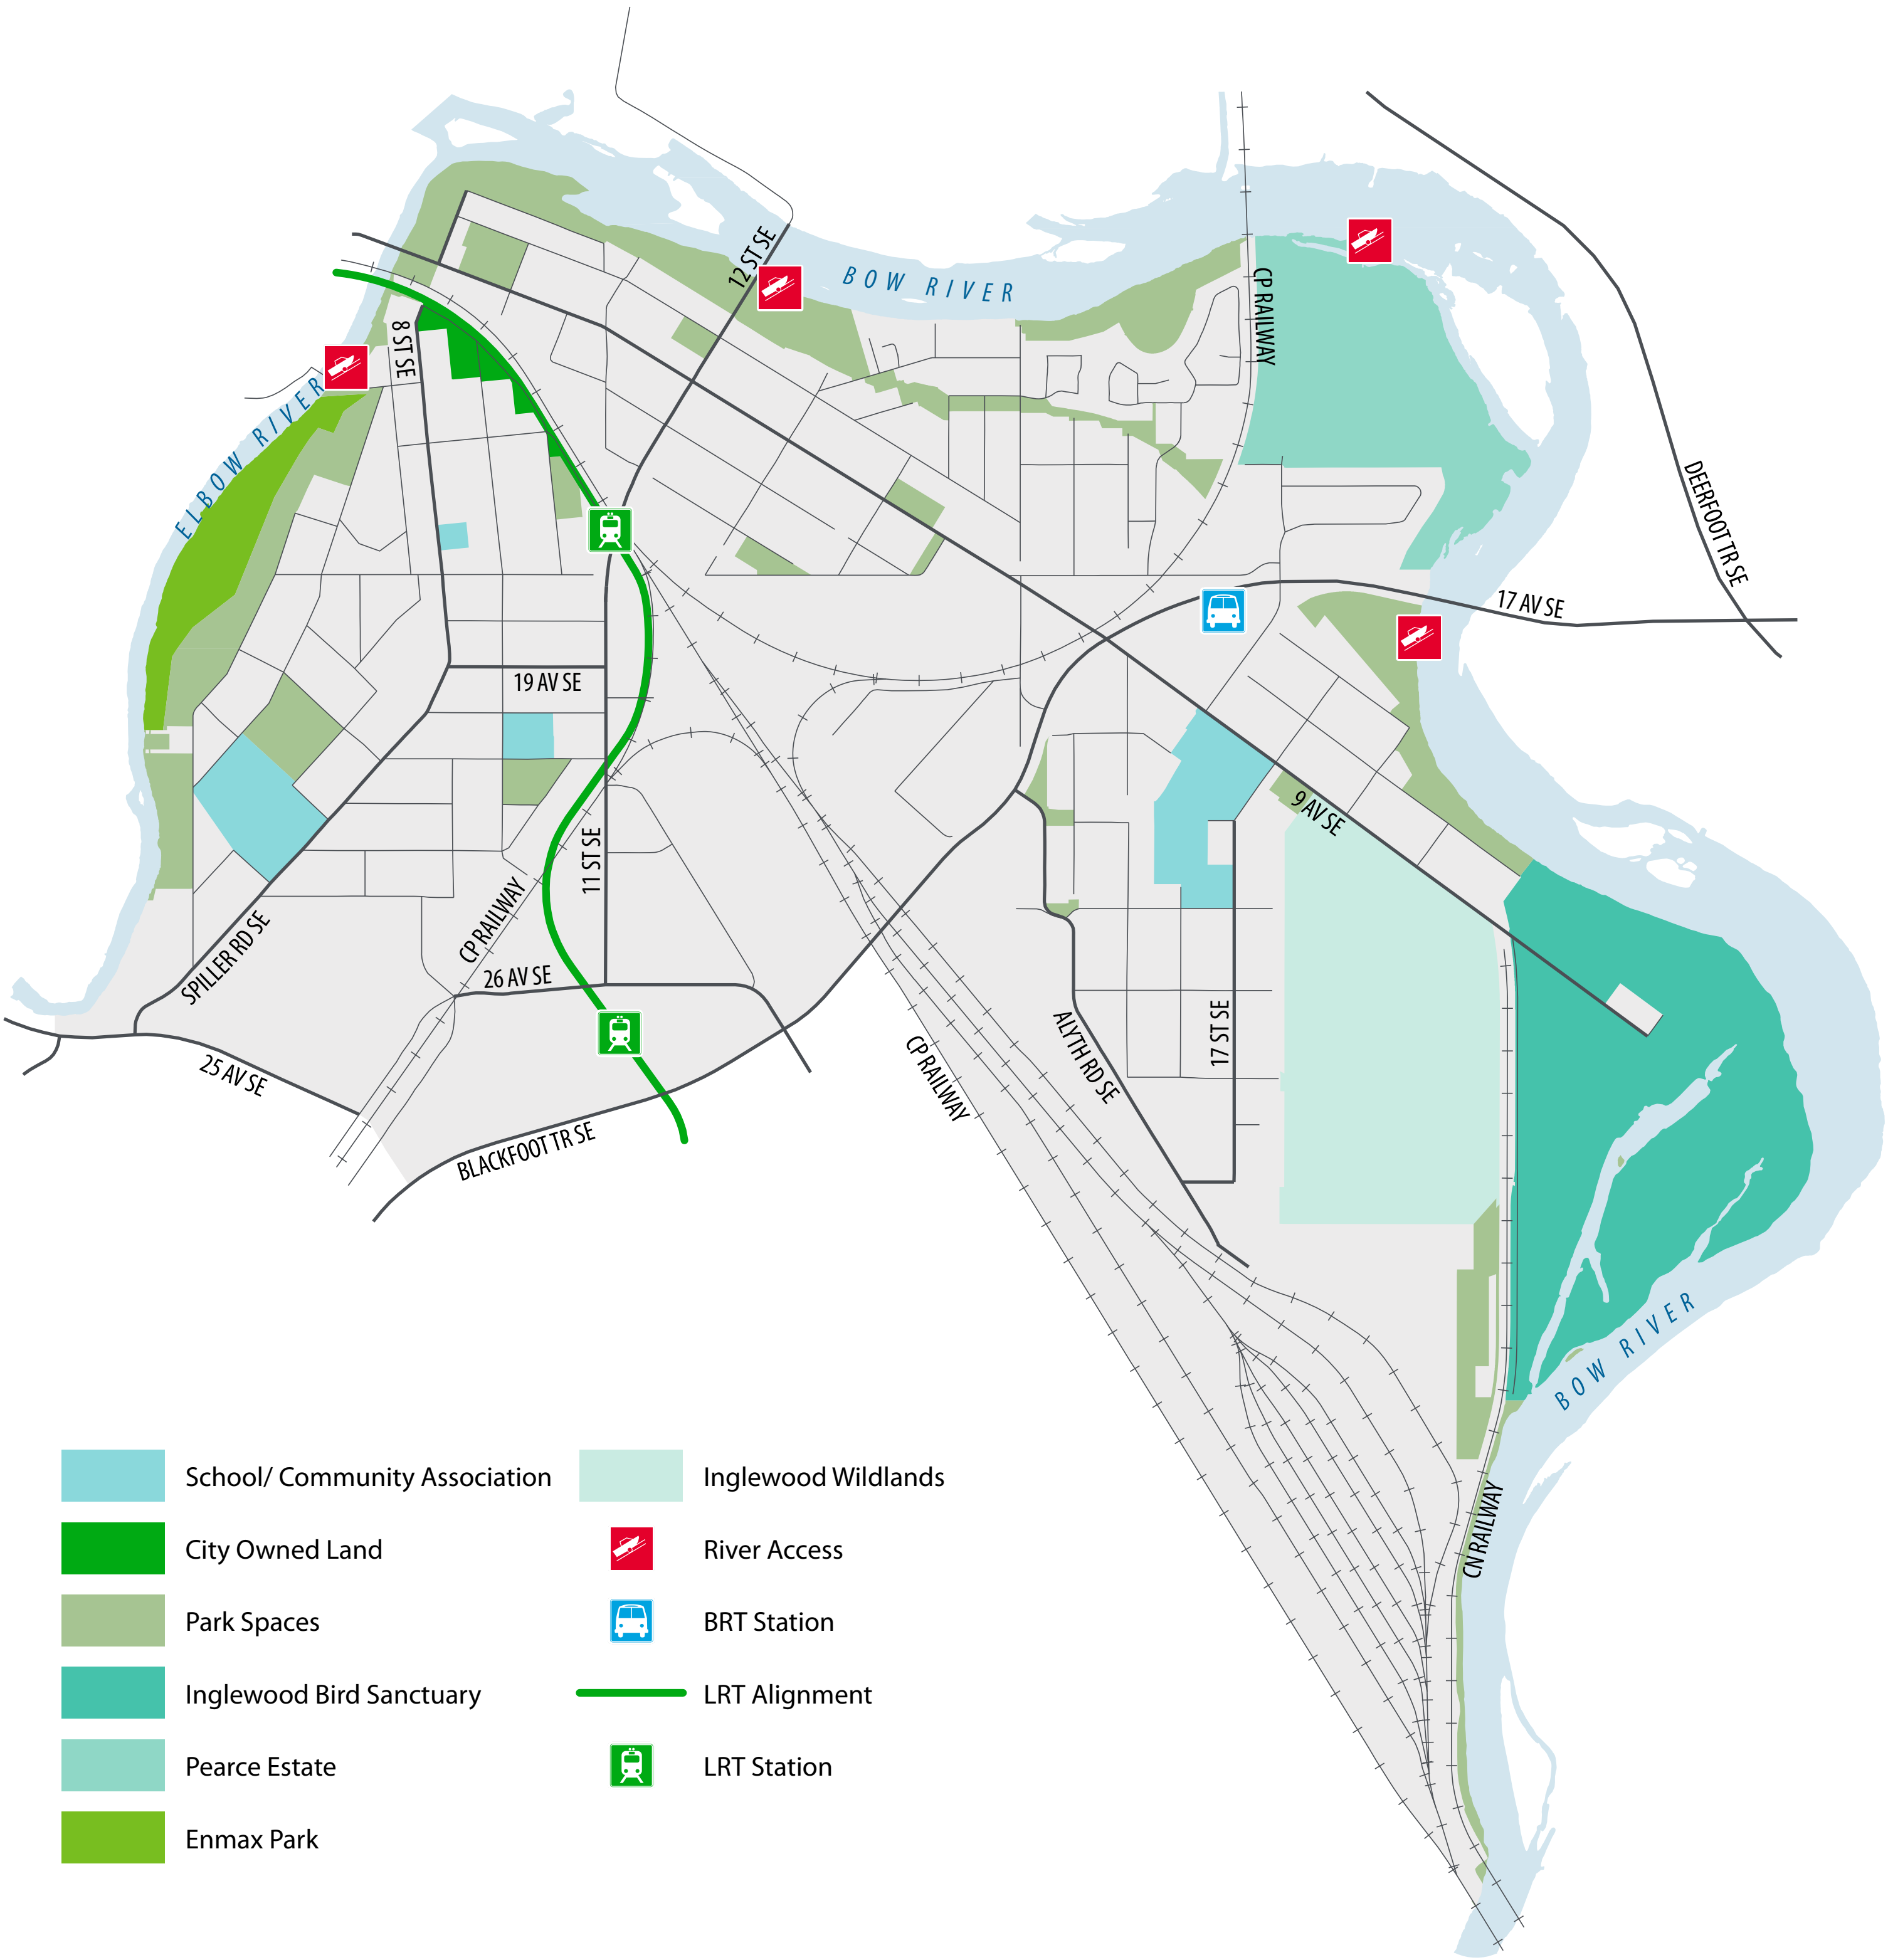 12 ST SE
BOW RIVER
CP RAILWAY
8 ST SE
ELBOW RIVER
DEERFOOT TR SE
17 AV SE
19 AV SE
9 AV SE
11 ST SE
CP RAILWAY
SPILLER RD SE
26 AV SE
25 AV SE
17 ST SE
ALYTH RD SE
CP RAILWAY
BLACKFOOT TR SE
BOW RIVER
CN RAILWAY
School/ Community Association
City Owned Land
Park Spaces
Inglewood Bird Sanctuary
Pearce Estate
Enmax Park
Inglewood Wildlands
River Access
BRT Station
LRT Alignment
LRT Station